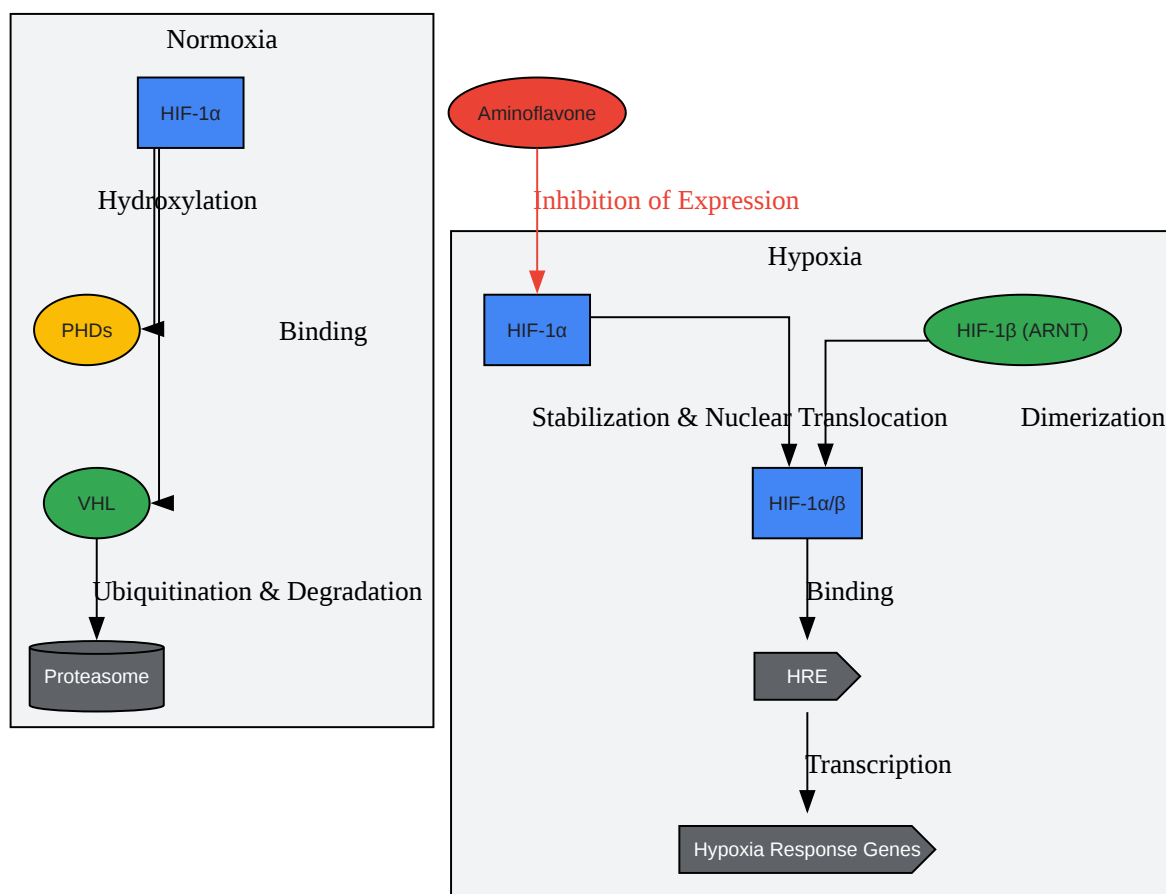 Normoxia
HIF-1α
Hydroxylation
PHDs
Binding
VHL
Ubiquitination & Degradation
Proteasome
Aminoflavone
Inhibition of Expression
Hypoxia
HIF-1α
HIF-1β (ARNT)
Stabilization & Nuclear Translocation
Dimerization
HIF-1α/β
Binding
HRE
Transcription
Hypoxia Response Genes